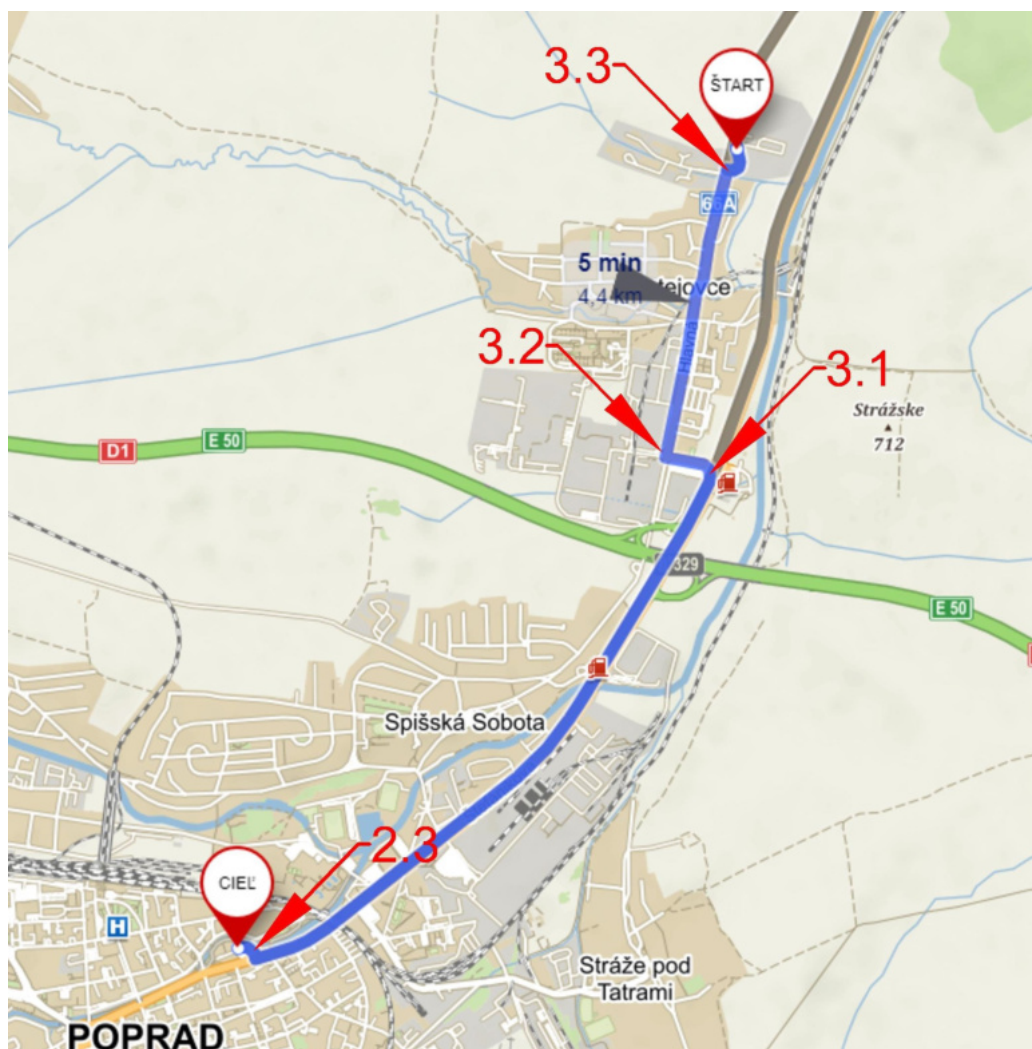 3.3
ŠTART
66A
5 min
4,4 km
tejovce
Hlavná
3.2
3.1
Strážske
712
E 50
D1
329
E 50
Spišská Sobota
2.3
CIEĽ
H
Stráže pod
Tatrami
POPRAD